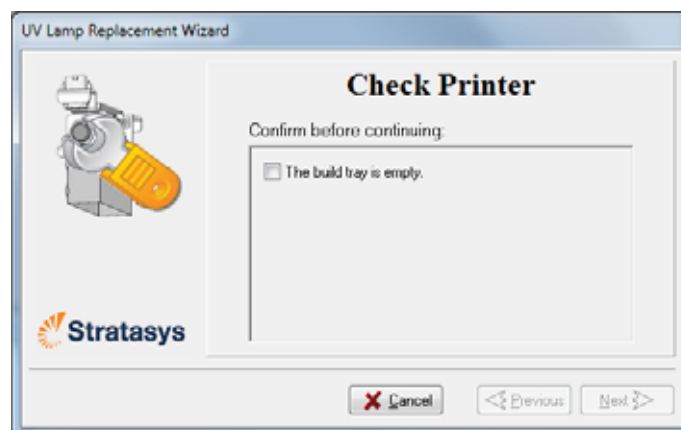 UV Lamp Replacement Wizard
Check Printer
Confirm before continuing:
The build tray is empty.
Stratasys
Cancel
Previous
Next